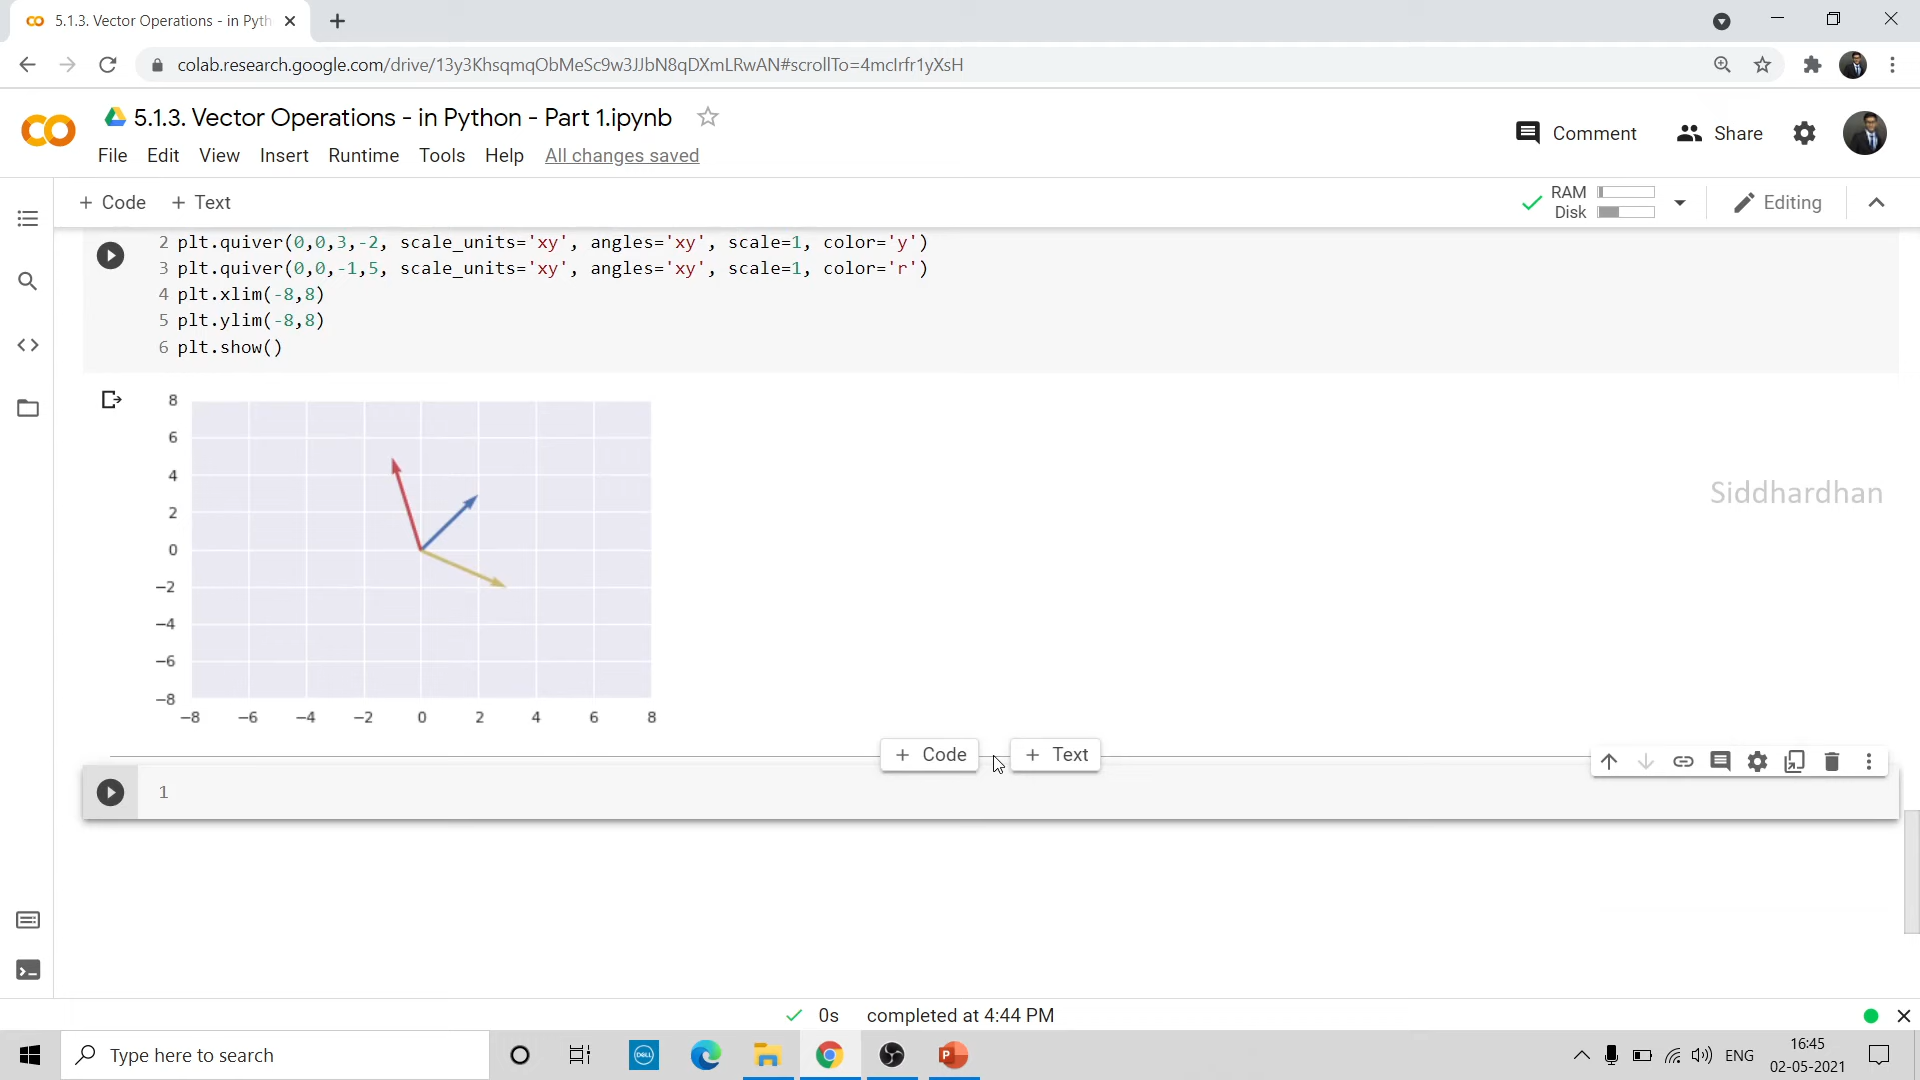 5.1.3. Vector Operations - in Pyth
colab.research.google.com/drive/13y3KhsqmqObMeSc9w3JJbN8qDXmLRwAN#scrollTo=4mcIrfr1yXsH
5.1.3. Vector Operations - in Python - Part 1.ipynb
Comment Share
File Edit View Insert Runtime Tools Help All changes saved
+ Code + Text
RAM
Disk
Editing
2 plt.quiver(0,0,3,-2, scale_units='xy', angles='xy', scale=1, color='y')
3 plt.quiver(0,0,-1,5, scale_units='xy', angles='xy', scale=1, color='r')
4 plt.xlim(-8,8)
5 plt.ylim(-8,8)
6 plt.show()
8
6
4
2
0
−2
−4
−6
−8
−8 −6 −4 −2 0 2 4 6 8
Siddhardhan
+ Code + Text
1
0s completed at 4:44 PM
Type here to search
DELL
P
ENG
16:45
02-05-2021